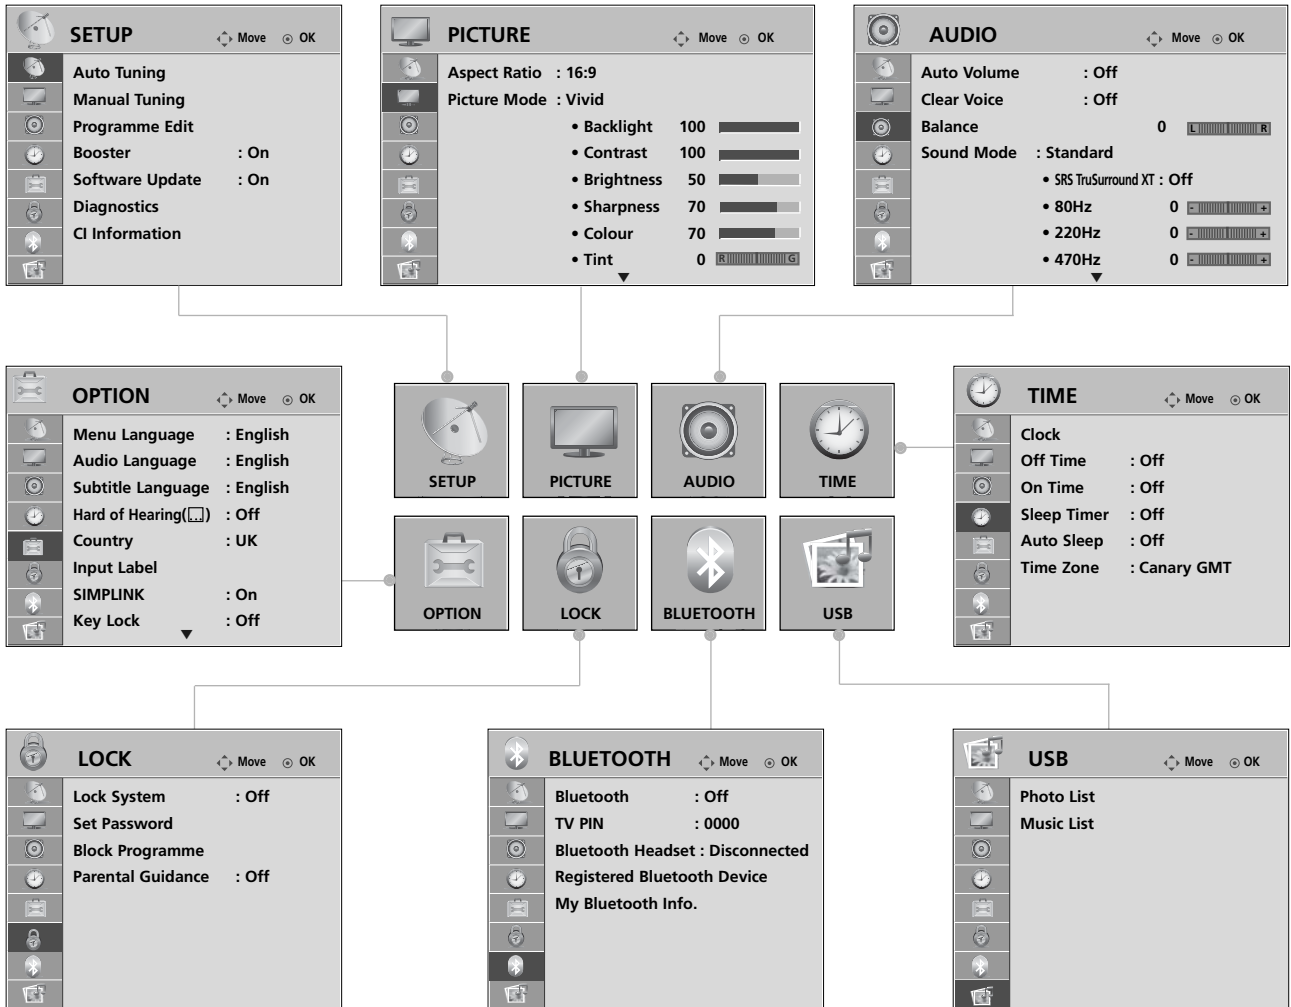 SETUP Move OK
Auto Tuning
Manual Tuning
Programme Edit
Booster : On
Software Update : On
Diagnostics
CI Information
PICTURE Move OK
Aspect Ratio : 16:9
Picture Mode : Vivid
• Backlight 100
• Contrast 100
• Brightness 50
• Sharpness 70
• Colour 70
• Tint 0 R G
AUDIO Move OK
Auto Volume : Off
Clear Voice : Off
Balance 0 L R
Sound Mode : Standard
• SRS TruSurround XT : Off
• 80Hz 0 - +
• 220Hz 0 - +
• 470Hz 0 - +
OPTION Move OK
Menu Language : English
Audio Language : English
Subtitle Language : English
Hard of Hearing( ) : Off
Country : UK
Input Label
SIMPLINK : On
Key Lock : Off
SETUP
PICTURE
AUDIO
TIME
OPTION
LOCK
BLUETOOTH
USB
TIME Move OK
Clock
Off Time : Off
On Time : Off
Sleep Timer : Off
Auto Sleep : Off
Time Zone : Canary GMT
LOCK Move OK
Lock System : Off
Set Password
Block Programme
Parental Guidance : Off
BLUETOOTH Move OK
Bluetooth : Off
TV PIN : 0000
Bluetooth Headset : Disconnected
Registered Bluetooth Device
My Bluetooth Info.
USB Move OK
Photo List
Music List